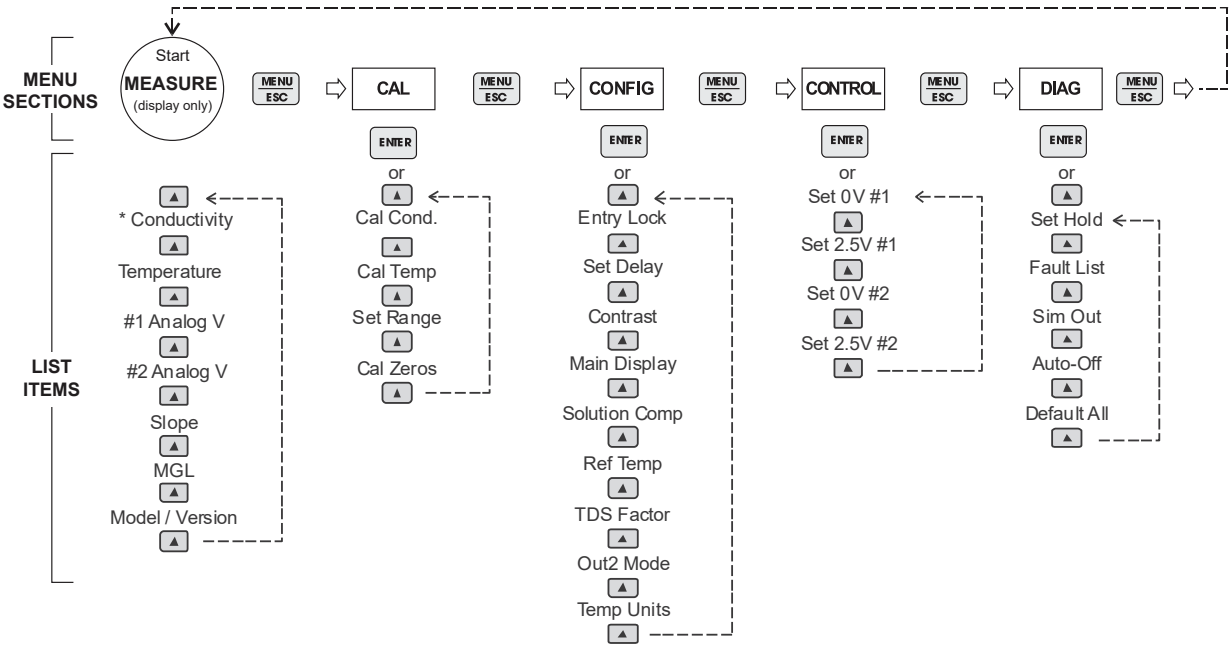 MENU
SECTIONS
Start
MEASURE
(display only)
MENU
ESC
CAL
MENU
ESC
CONFIG
MENU
ESC
CONTROL
MENU
ESC
DIAG
MENU
ESC
LIST
ITEMS
* Conductivity
Temperature
#1 Analog V
#2 Analog V
Slope
MGL
Model / Version
ENTER
or
Cal Cond.
Cal Temp
Set Range
Cal Zeros
ENTER
or
Entry Lock
Set Delay
Contrast
Main Display
Solution Comp
Ref Temp
TDS Factor
Out2 Mode
Temp Units
ENTER
or
Set 0V #1
Set 2.5V #1
Set 0V #2
Set 2.5V #2
ENTER
or
Set Hold
Fault List
Sim Out
Auto-Off
Default All